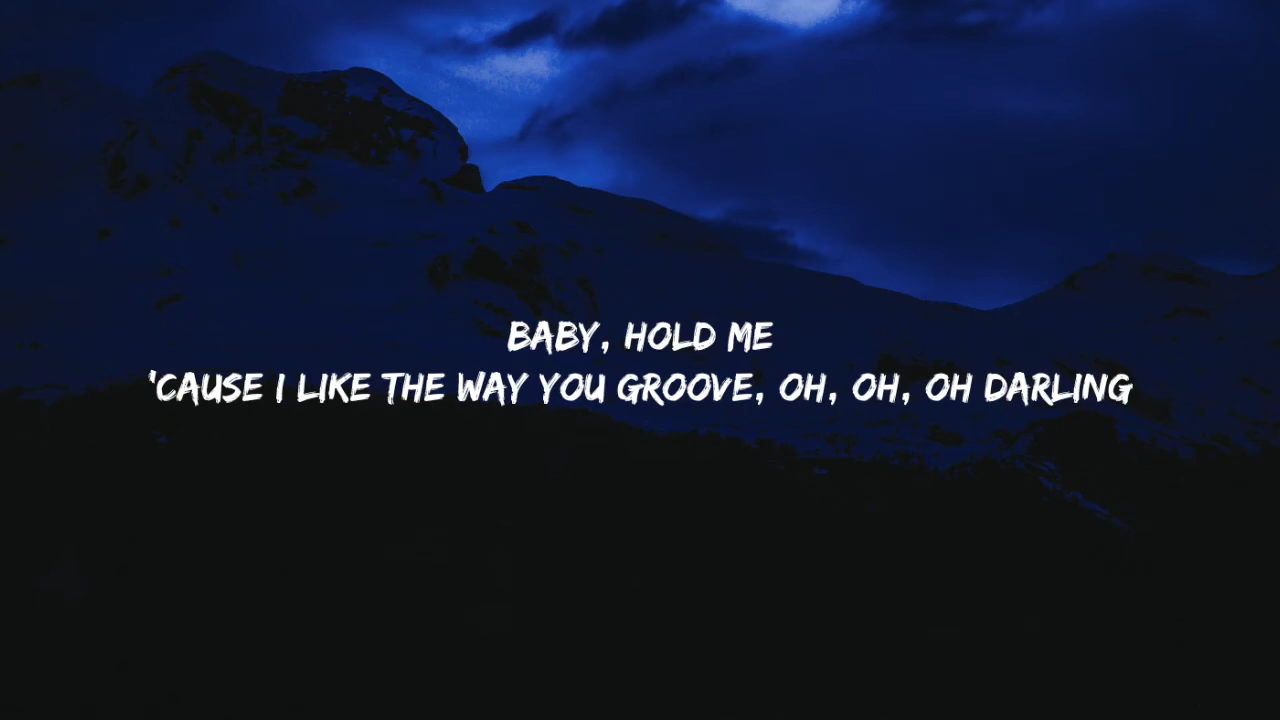 BABY, HOLD ME
'CAUSE I LIKE THE WAY YOU GROOVE, OH, OH, OH DARLING